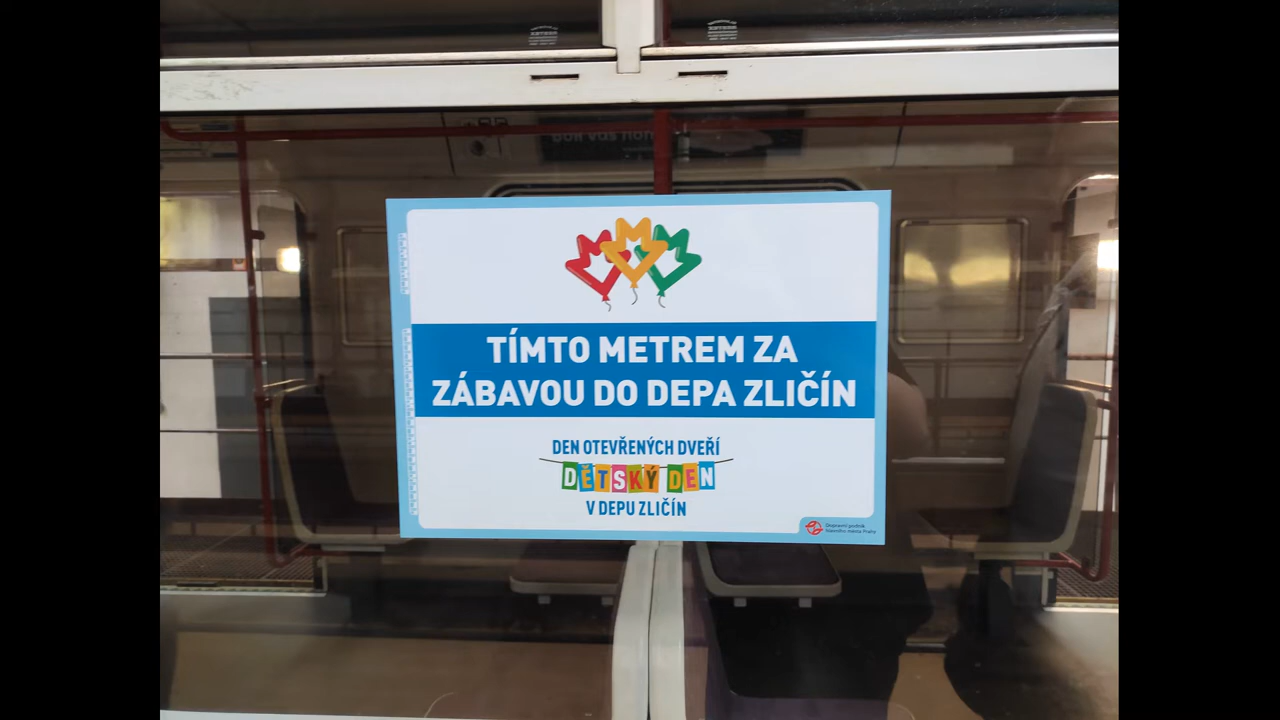 TÍMTO METREM ZA
ZÁBAVOU DO DEPA ZLIČÍN
DEN OTEVŘENÝCH DVEŘÍ
DĚTSKÝ DEN
V DEPU ZLIČÍN
Dopravní podnik
hlavního města Prahy